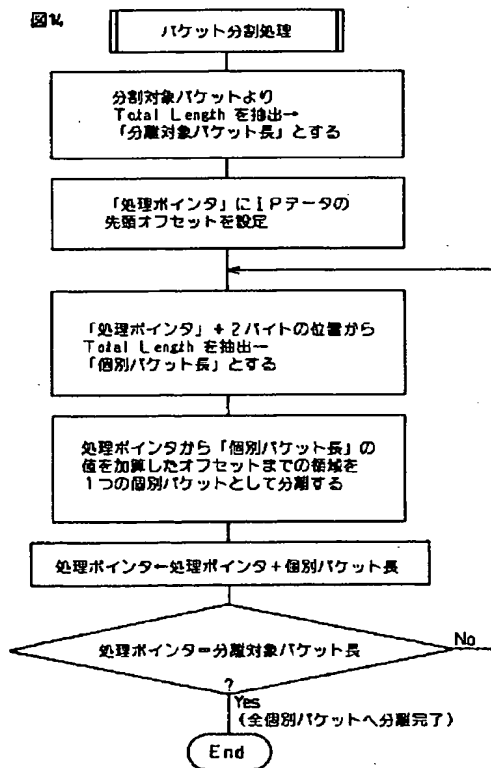 図14
パケット分割処理
分割対象パケットより
Total Length を抽出→
「分離対象パケット長」とする
「処理ポインタ」にIPデータの
先頭オフセットを設定
「処理ポインタ」+2バイトの位置から
Total Length を抽出→
「個別パケット長」とする
処理ポインタから「個別パケット長」の
値を加算したオフセットまでの領域を
1つの個別パケットとして分離する
処理ポインタ←処理ポインタ+個別パケット長
処理ポインタ=分離対象パケット長
No
?
Yes
(全個別パケットへ分離完了)
End